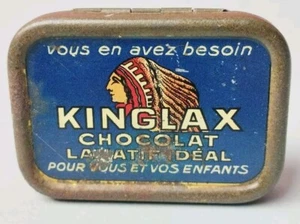 vous en avez besoin
KINGLAX
CHOCOLAT
LAXATIF IDÉAL
POUR VOUS ET VOS ENFANTS